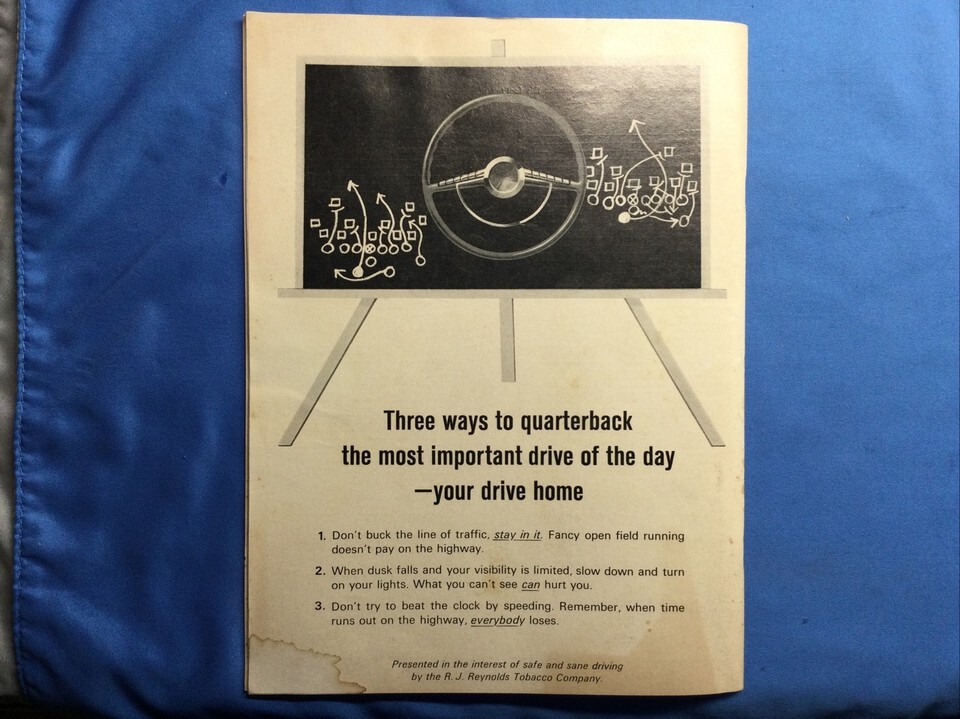 Three ways to quarterback
the most important drive of the day
—your drive home
1. Don't buck the line of traffic, stay in it. Fancy open field running
doesn't pay on the highway.
2. When dusk falls and your visibility is limited, slow down and turn
on your lights. What you can't see can hurt you.
3. Don't try to beat the clock by speeding. Remember, when time
runs out on the highway, everybody loses.
Presented in the interest of safe and sane driving
by the R. J. Reynolds Tobacco Company.